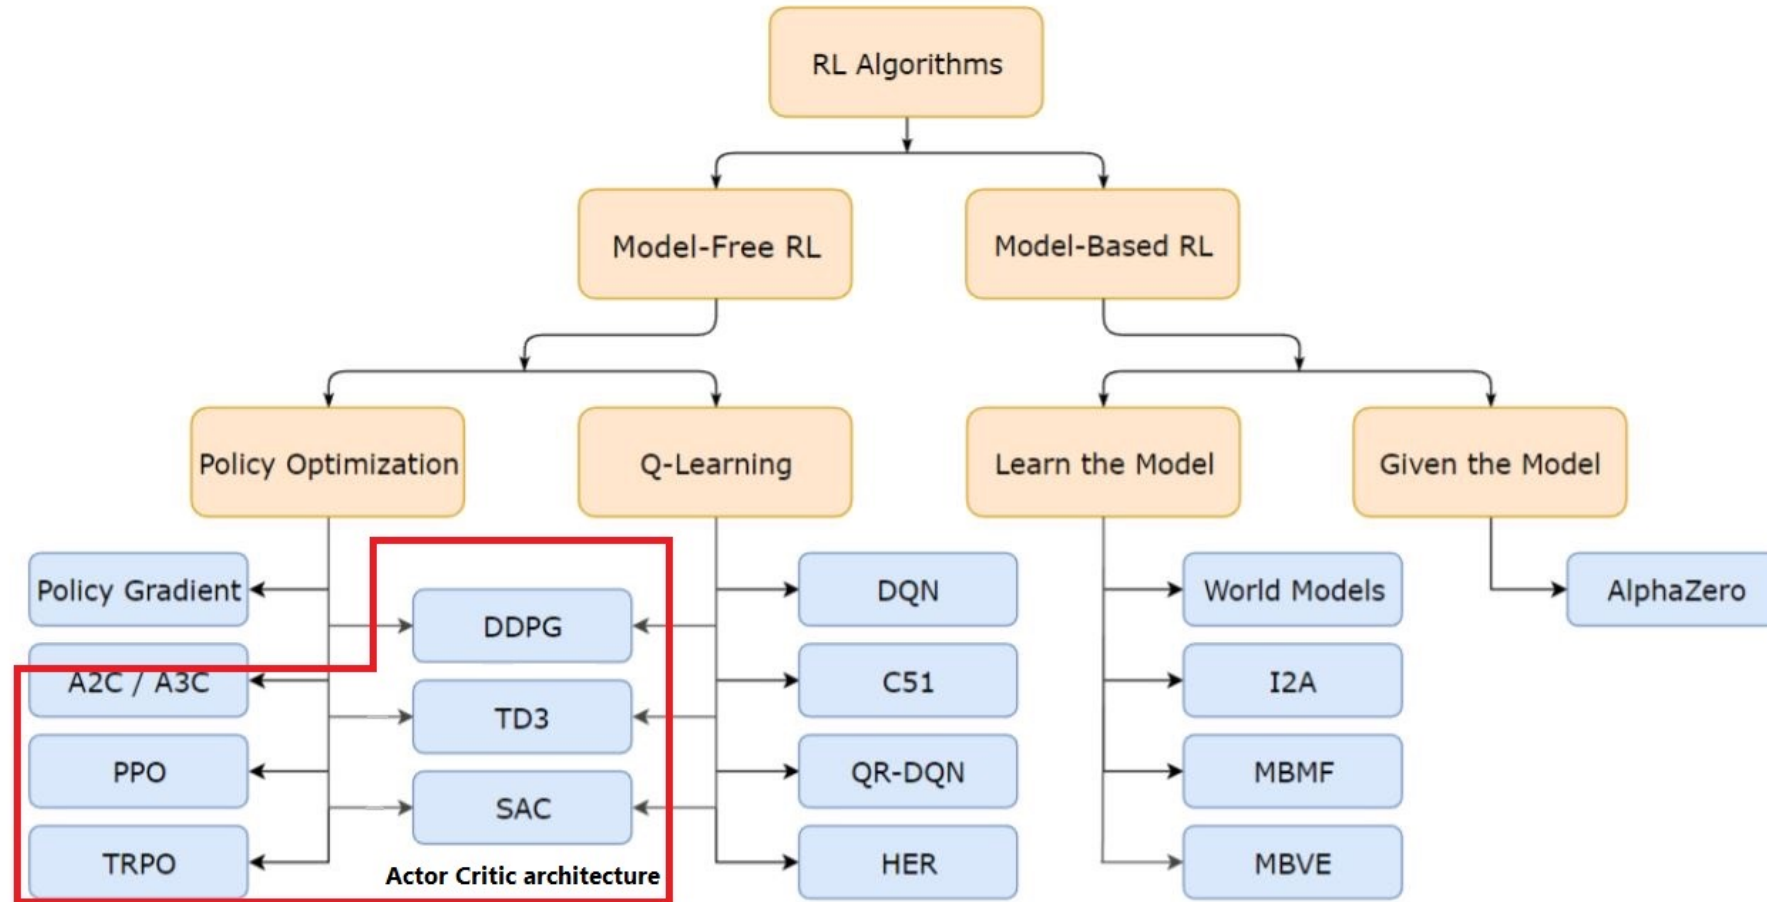 RL Algorithms
Model-Free RL
Model-Based RL
Policy Optimization
Q-Learning
Learn the Model
Given the Model
Policy Gradient
DDPG
DQN
World Models
AlphaZero
A2C / A3C
TD3
C51
I2A
PPO
SAC
QR-DQN
MBMF
TRPO
Actor Critic architecture
HER
MBVE